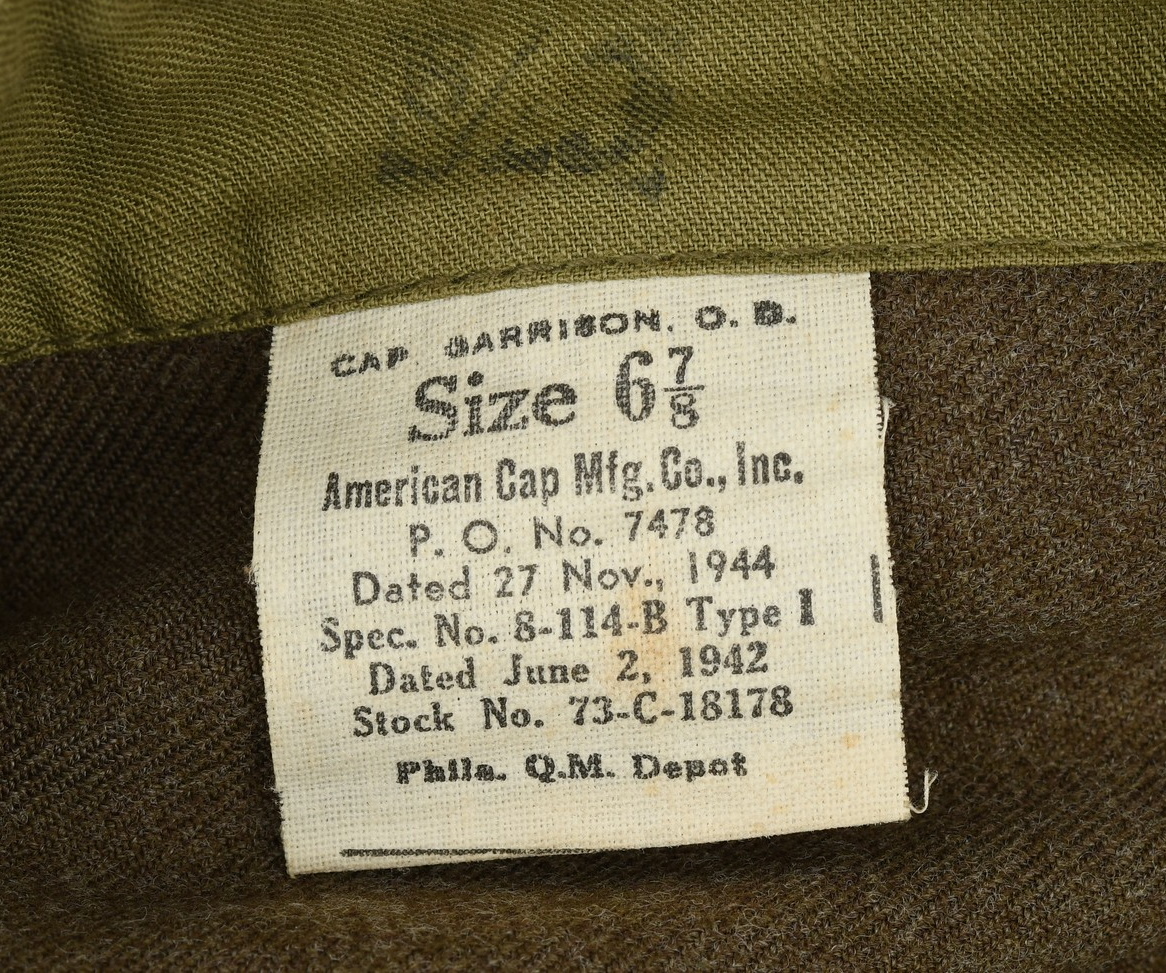 CAP GARRISON, O. D.
Size 6 7/8
American Cap Mfg. Co., Inc.
P. O. No. 7478
Dated 27 Nov., 1944
Spec. No. 8-114-B Type I
Dated June 2, 1942
Stock No. 73-C-18178
Phila. Q.M. Depot